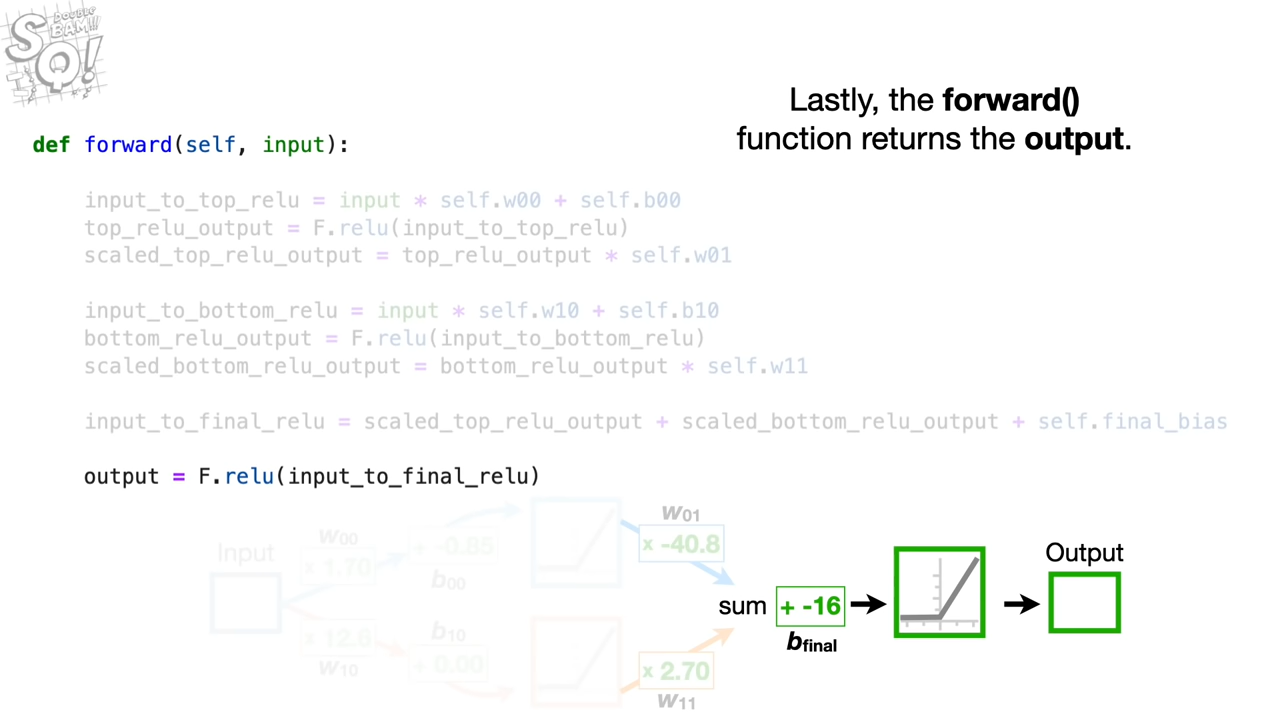 DOUBLE
BAM!!!
SQ!
Lastly, the forward()
function returns the output.
def forward(self, input):
input_to_top_relu = input * self.w00 + self.b00
top_relu_output = F.relu(input_to_top_relu)
scaled_top_relu_output = top_relu_output * self.w01
input_to_bottom_relu = input * self.w10 + self.b10
bottom_relu_output = F.relu(input_to_bottom_relu)
scaled_bottom_relu_output = bottom_relu_output * self.w11
input_to_final_relu = scaled_top_relu_output + scaled_bottom_relu_output + self.final_bias
output = F.relu(input_to_final_relu)
Input
w00
x 1.70
+ -0.85
b00
w01
x -40.8
x 12.6
w10
b10
+ 0.00
x 2.70
w11
sum + -16
bfinal
Output